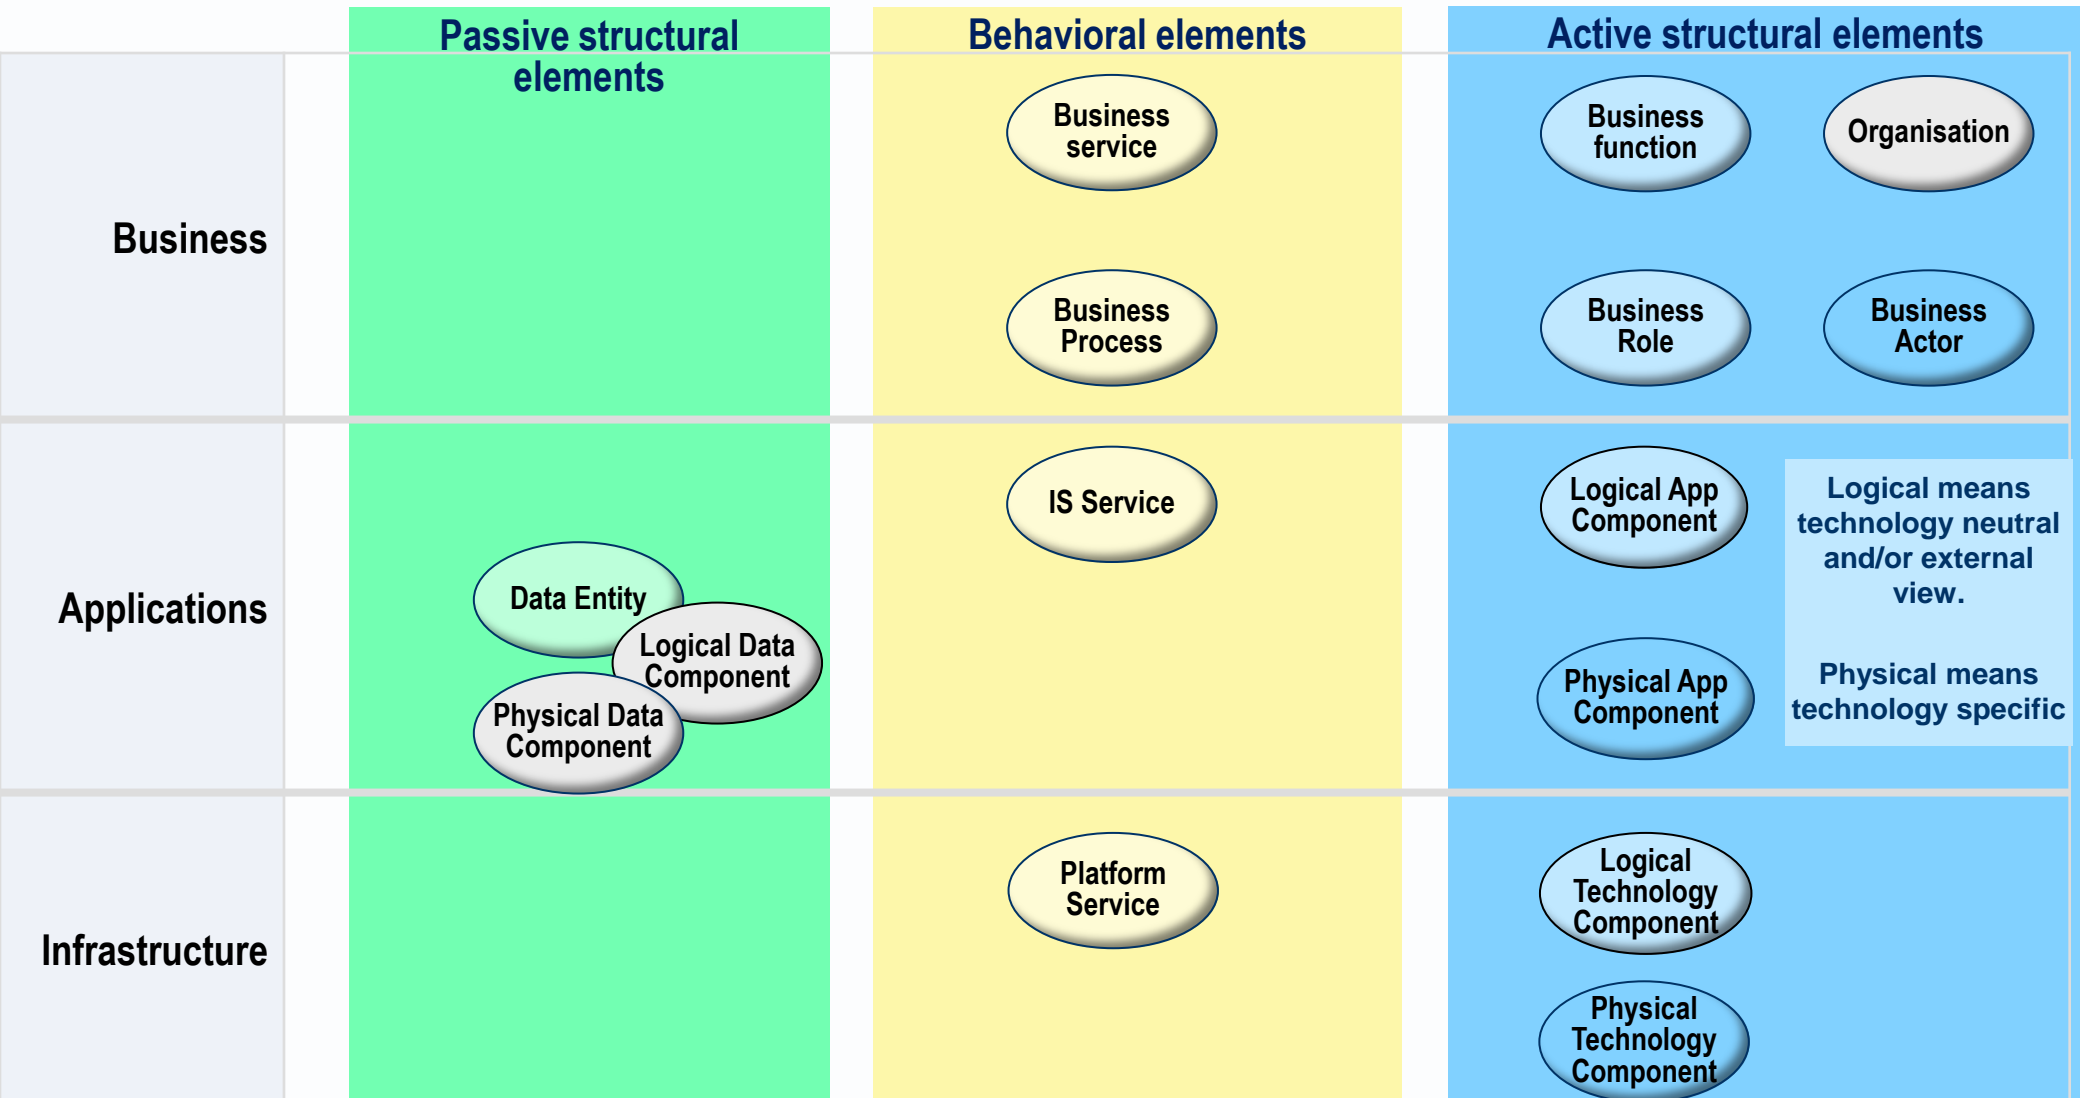 Passive structural
elements
Behavioral elements
Active structural elements
Business
Business
service
Business
function
Organisation
Business
Process
Business
Role
Business
Actor
Applications
Data Entity
Logical Data
Component
Physical Data
Component
IS Service
Logical App
Component
Physical App
Component
Logical means
technology neutral
and/or external
view.
Physical means
technology specific
Infrastructure
Platform
Service
Logical
Technology
Component
Physical
Technology
Component